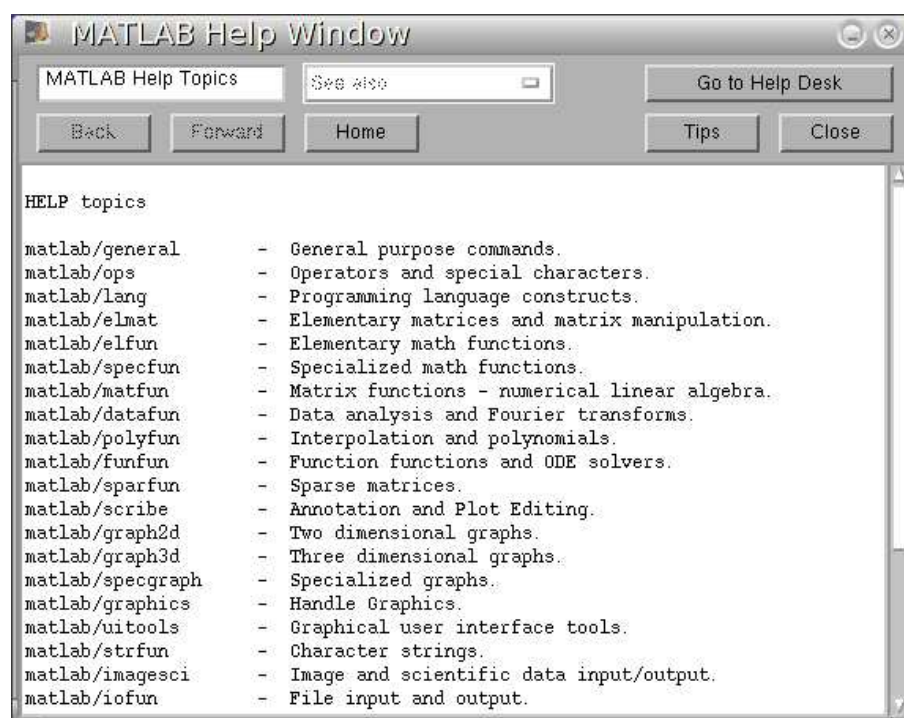 MATLAB Help Window
MATLAB Help Topics See also Go to Help Desk
Back Forward Home Tips Close
HELP topics
matlab/general - General purpose commands.
matlab/ops - Operators and special characters.
matlab/lang - Programming language constructs.
matlab/elmat - Elementary matrices and matrix manipulation.
matlab/elfun - Elementary math functions.
matlab/specfun - Specialized math functions.
matlab/matfun - Matrix functions - numerical linear algebra.
matlab/datafun - Data analysis and Fourier transforms.
matlab/polyfun - Interpolation and polynomials.
matlab/funfun - Function functions and ODE solvers.
matlab/sparfun - Sparse matrices.
matlab/scribe - Annotation and Plot Editing.
matlab/graph2d - Two dimensional graphs.
matlab/graph3d - Three dimensional graphs.
matlab/specgraph - Specialized graphs.
matlab/graphics - Handle Graphics.
matlab/uitools - Graphical user interface tools.
matlab/strfun - Character strings.
matlab/imagesci - Image and scientific data input/output.
matlab/iofun - File input and output.